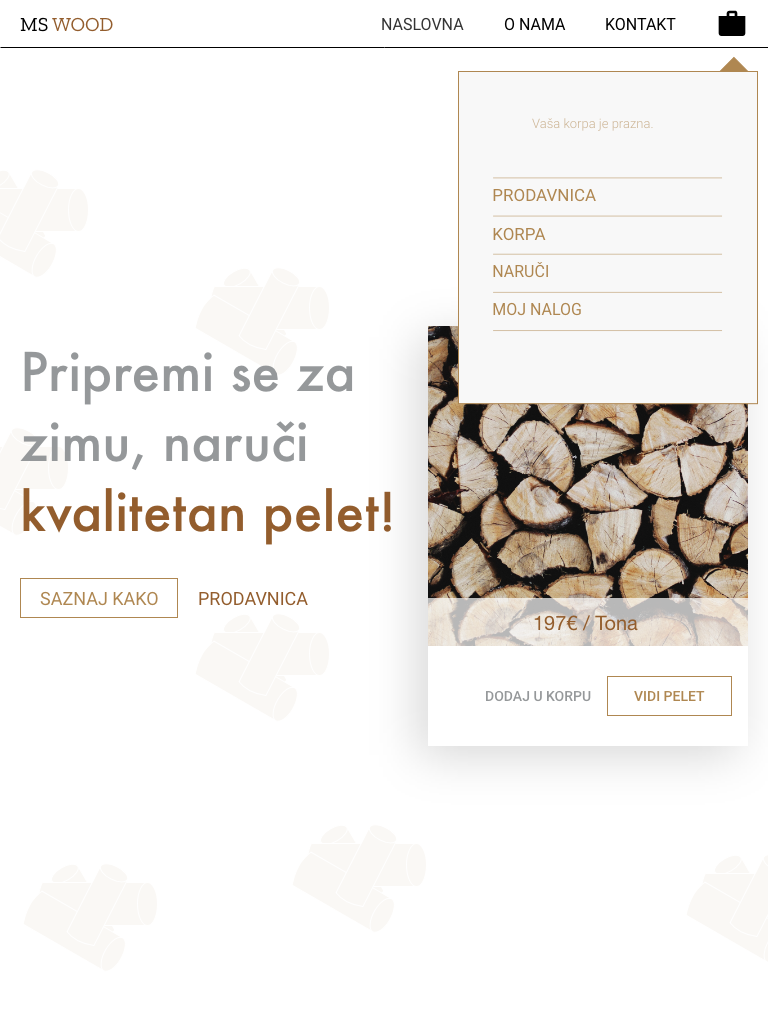 MS WOOD
NASLOVNA
O NAMA
KONTAKT
Vaša korpa je prazna.
PRODAVNICA
KORPA
NARUČI
MOJ NALOG
Pripremi se za
zimu, naruči
kvalitetan pelet!
SAZNAJ KAKO
PRODAVNICA
197€ / Tona
DODAJ U KORPU
VIDI PELET